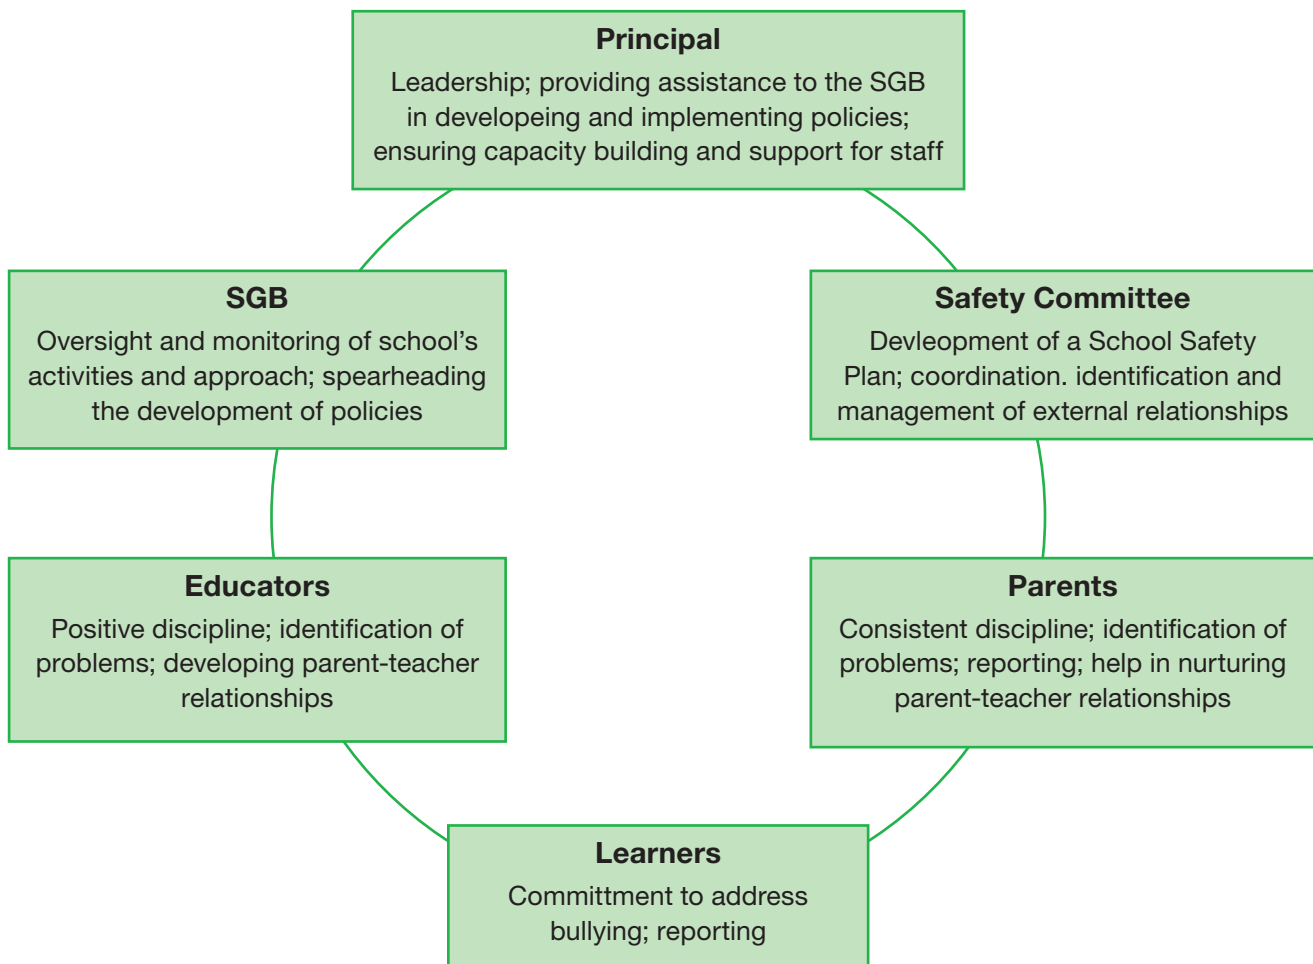 Principal
Leadership; providing assistance to the SGB
in developeing and implementing policies;
ensuring capacity building and support for staff
SGB
Oversight and monitoring of school’s
activities and approach; spearheading
the development of policies
Safety Committee
Devleopment of a School Safety
Plan; coordination. identification and
management of external relationships
Educators
Positive discipline; identification of
problems; developing parent-teacher
relationships
Parents
Consistent discipline; identification of
problems; reporting; help in nurturing
parent-teacher relationships
Learners
Committment to address
bullying; reporting